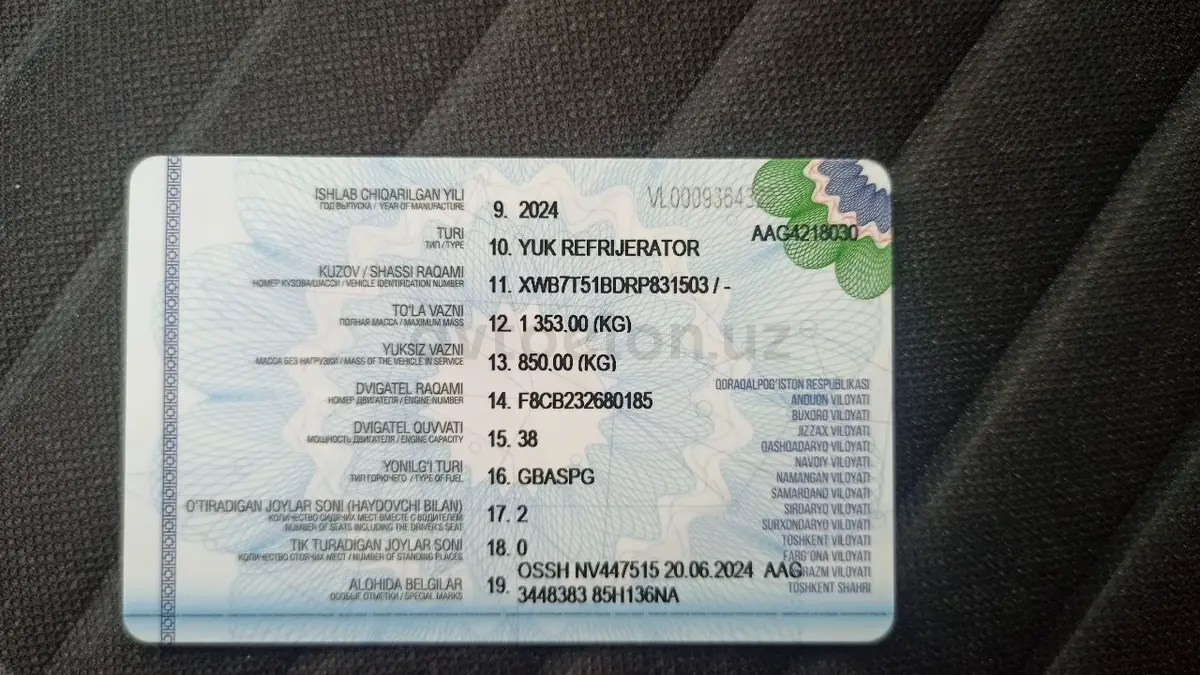 ISHLAB CHIQARILGAN YILI
ГОД ВЫПУСКА / YEAR OF MANUFACTURE
9. 2024
VL0009364
AAG4218030
TURI
ТИП / TYPE
10. YUK REFRIJERATOR
KUZOV / SHASSI RAQAMI
НОМЕР КУЗОВА/ШАССИ / VEHICLE IDENTIFICATION NUMBER
11. XWB7T51BDRP831503 / -
TO'LA VAZNI
ПОЛНАЯ МАССА / MAXIMUM MASS
12. 1 353.00 (KG)
YUKSIZ VAZNI
МАССА БЕЗ НАГРУЗКИ / MASS OF THE VEHICLE IN SERVICE
13. 850.00 (KG)
DVIGATEL RAQAMI
НОМЕР ДВИГАТЕЛЯ / ENGINE NUMBER
14. F8CB232680185
DVIGATEL QUVVATI
МОЩНОСТЬ ДВИГАТЕЛЯ / ENGINE CAPACITY
15. 38
YONILG'I TURI
ТИП ГОРЮЧЕГО / TYPE OF FUEL
16. GBASPG
O'TIRADIGAN JOYLAR SONI (HAYDOVCHI BILAN)
КОЛИЧЕСТВО СИДЯЧИХ МЕСТ ВМЕСТЕ С ВОДИТЕЛЕМ
NUMBER OF SEATS INCLUDING THE DRIVER'S SEAT
17. 2
TIK TURADIGAN JOYLAR SONI
КОЛИЧЕСТВО СТОЯЧИХ МЕСТ / NUMBER OF STANDING PLACES
18. 0
ALOHIDA BELGILAR
ОСОБЫЕ ОТМЕТКИ / SPECIAL MARKS
19. OSSH NV447515 20.06.2024 AAG
3448383 85H136NA
QORAQALPOG'ISTON RESPUBLIKASI
ANDIJON VILOYATI
BUXORO VILOYATI
JIZZAX VILOYATI
QASHQADARYO VILOYATI
NAVOIY VILOYATI
NAMANGAN VILOYATI
SAMARQAND VILOYATI
SIRDARYO VILOYATI
SURXONDARYO VILOYATI
TOSHKENT VILOYATI
FARG'ONA VILOYATI
VILOYATI
TOSHKENT SHAHRI